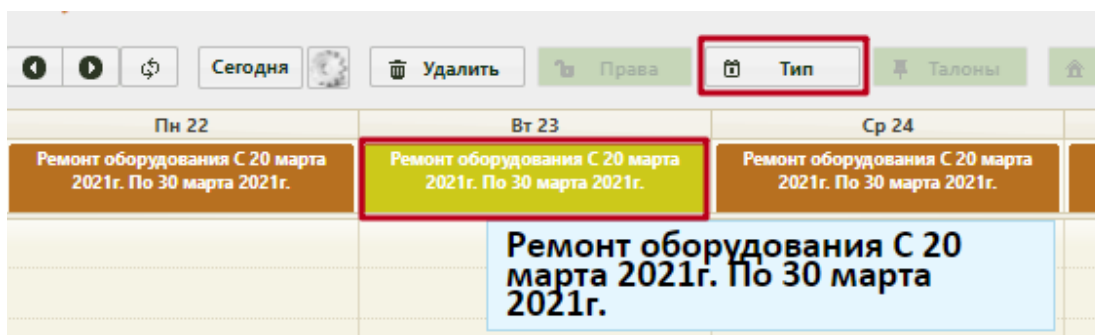 Сегодня Удалить Права Тип Талоны
Пн 22 Вт 23 Ср 24
Ремонт оборудования С 20 марта 2021г. По 30 марта 2021г.
Ремонт оборудования С 20 марта 2021г. По 30 марта 2021г.
Ремонт оборудования С 20 марта 2021г. По 30 марта 2021г.
Ремонт оборудования С 20
марта 2021г. По 30 марта
2021г.